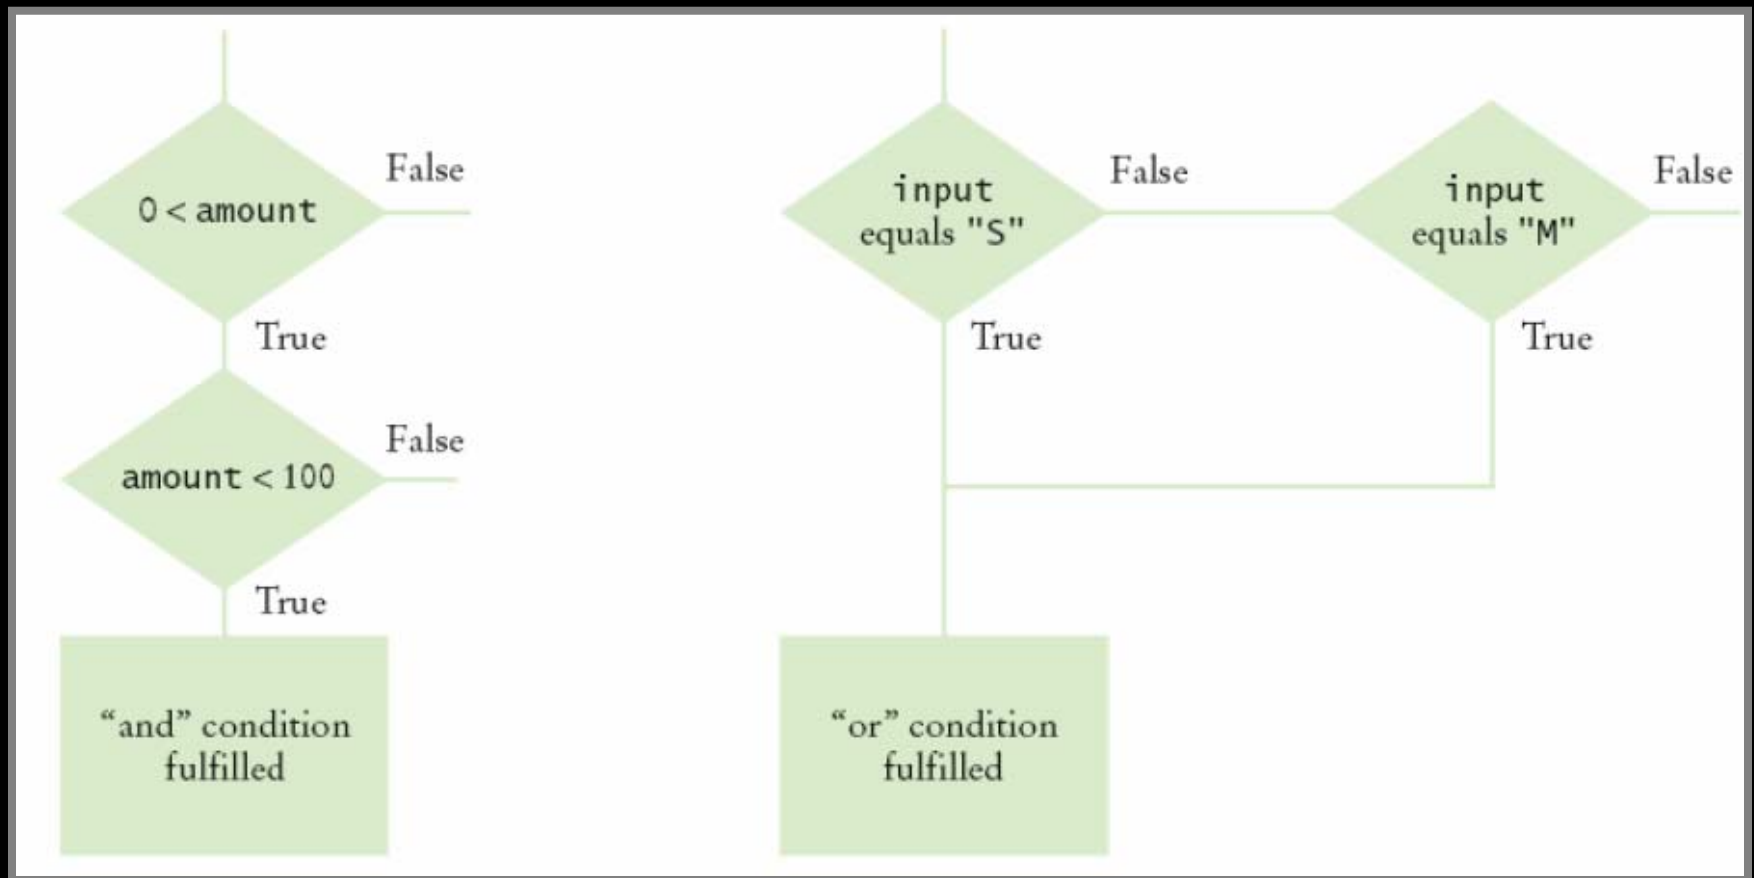 0 < amount
False
True
amount < 100
False
True
“and” condition
fulfilled
input
equals "S"
False
True
input
equals "M"
False
True
“or” condition
fulfilled